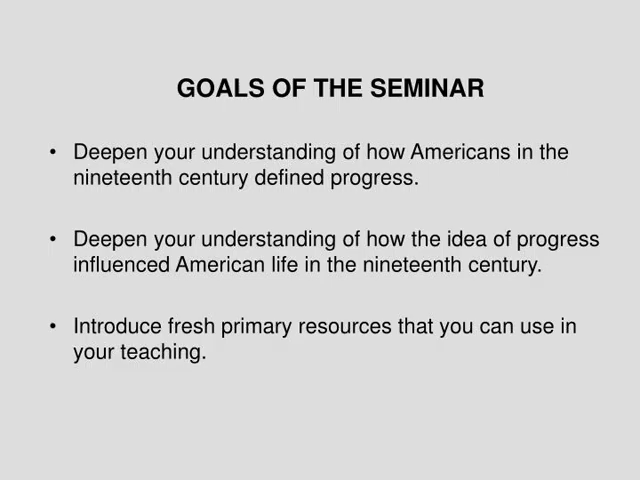 GOALS OF THE SEMINAR
• Deepen your understanding of how Americans in the
nineteenth century defined progress.
• Deepen your understanding of how the idea of progress
influenced American life in the nineteenth century.
• Introduce fresh primary resources that you can use in
your teaching.